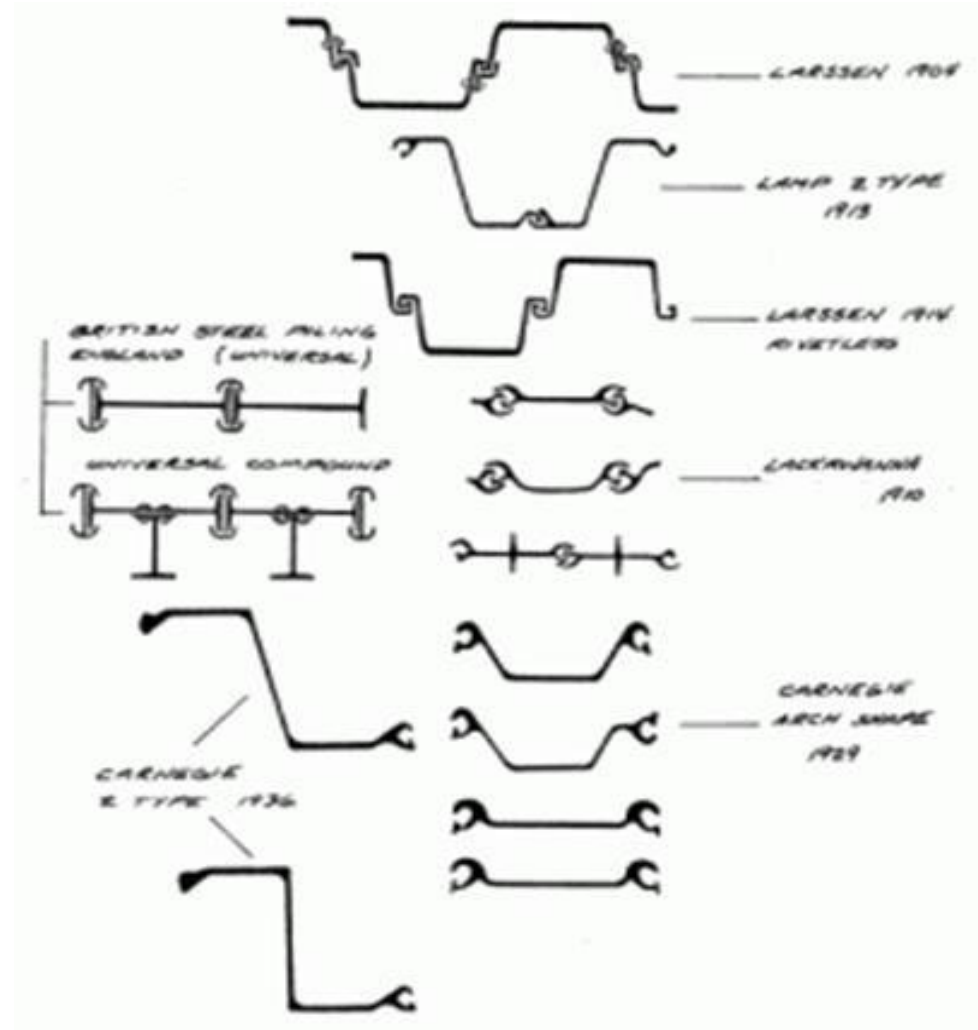 LARSSEN 1904
LAMP Z TYPE
1913
LARSSEN 1914
RIVETLESS
BRITISH STEEL PILING
ENGLAND (UNIVERSAL)
UNIVERSAL COMPOUND
LACKAWANNA
1910
CARNEGIE
ARCH SHAPE
1929
CARNEGIE
Z TYPE 1936